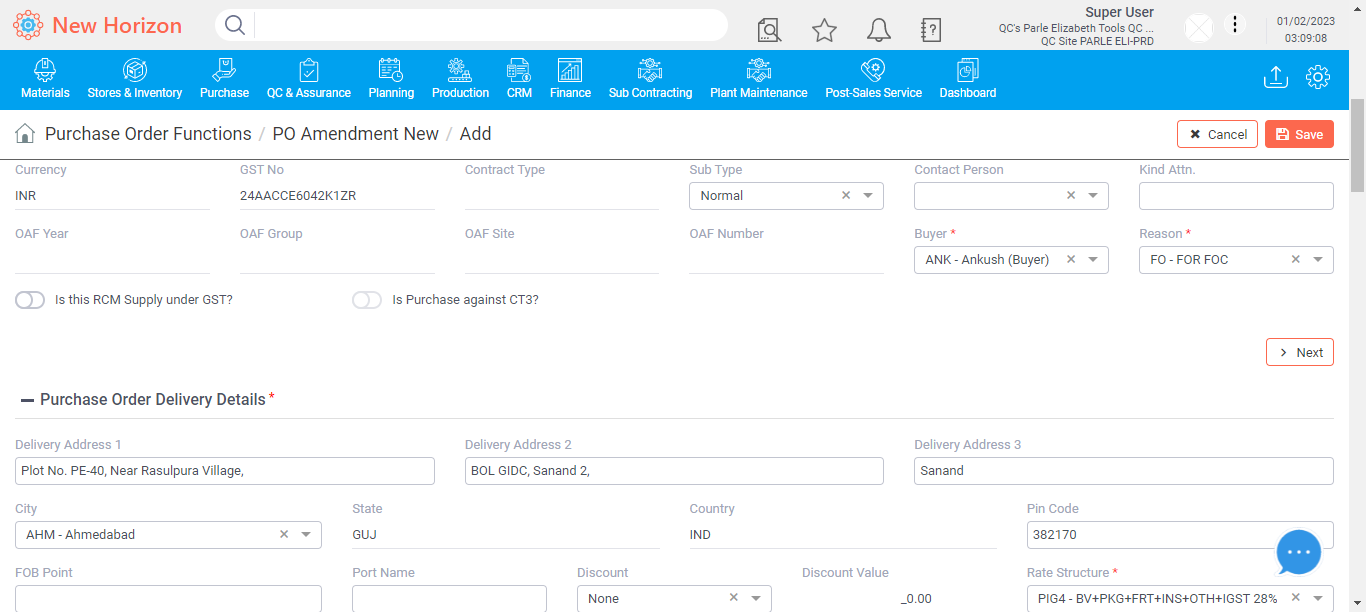 New Horizon
Super User
QC's Parle Elizabeth Tools QC ...
QC Site PARLE ELI-PRD
01/02/2023
03:09:08
Materials Stores & Inventory Purchase QC & Assurance Planning Production CRM Finance Sub Contracting Plant Maintenance Post-Sales Service Dashboard
Purchase Order Functions / PO Amendment New / Add
Cancel Save
Currency GST No Contract Type Sub Type Contact Person Kind Attn.
INR 24AACCE6042K1ZR Normal
OAF Year OAF Group OAF Site OAF Number Buyer * Reason *
ANK - Ankush (Buyer) FO - FOR FOC
Is this RCM Supply under GST? Is Purchase against CT3?
Next
Purchase Order Delivery Details *
Delivery Address 1 Delivery Address 2 Delivery Address 3
Plot No. PE-40, Near Rasulpura Village, BOL GIDC, Sanand 2, Sanand
City State Country Pin Code
AHM - Ahmedabad GUJ IND 382170
FOB Point Port Name Discount Discount Value Rate Structure *
None _0.00 PIG4 - BV+PKG+FRT+INS+OTH+IGST 28%